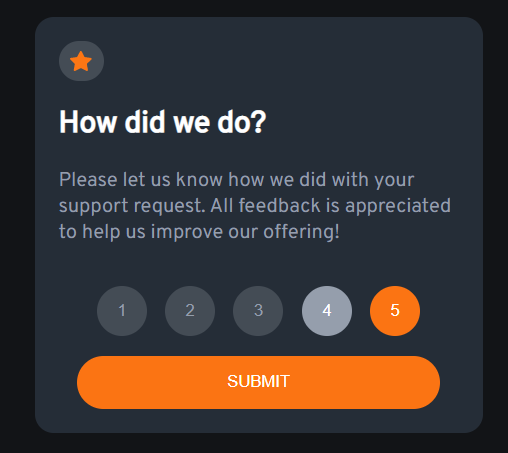 How did we do?
Please let us know how we did with your
support request. All feedback is appreciated
to help us improve our offering!
1 2 3 4 5
SUBMIT